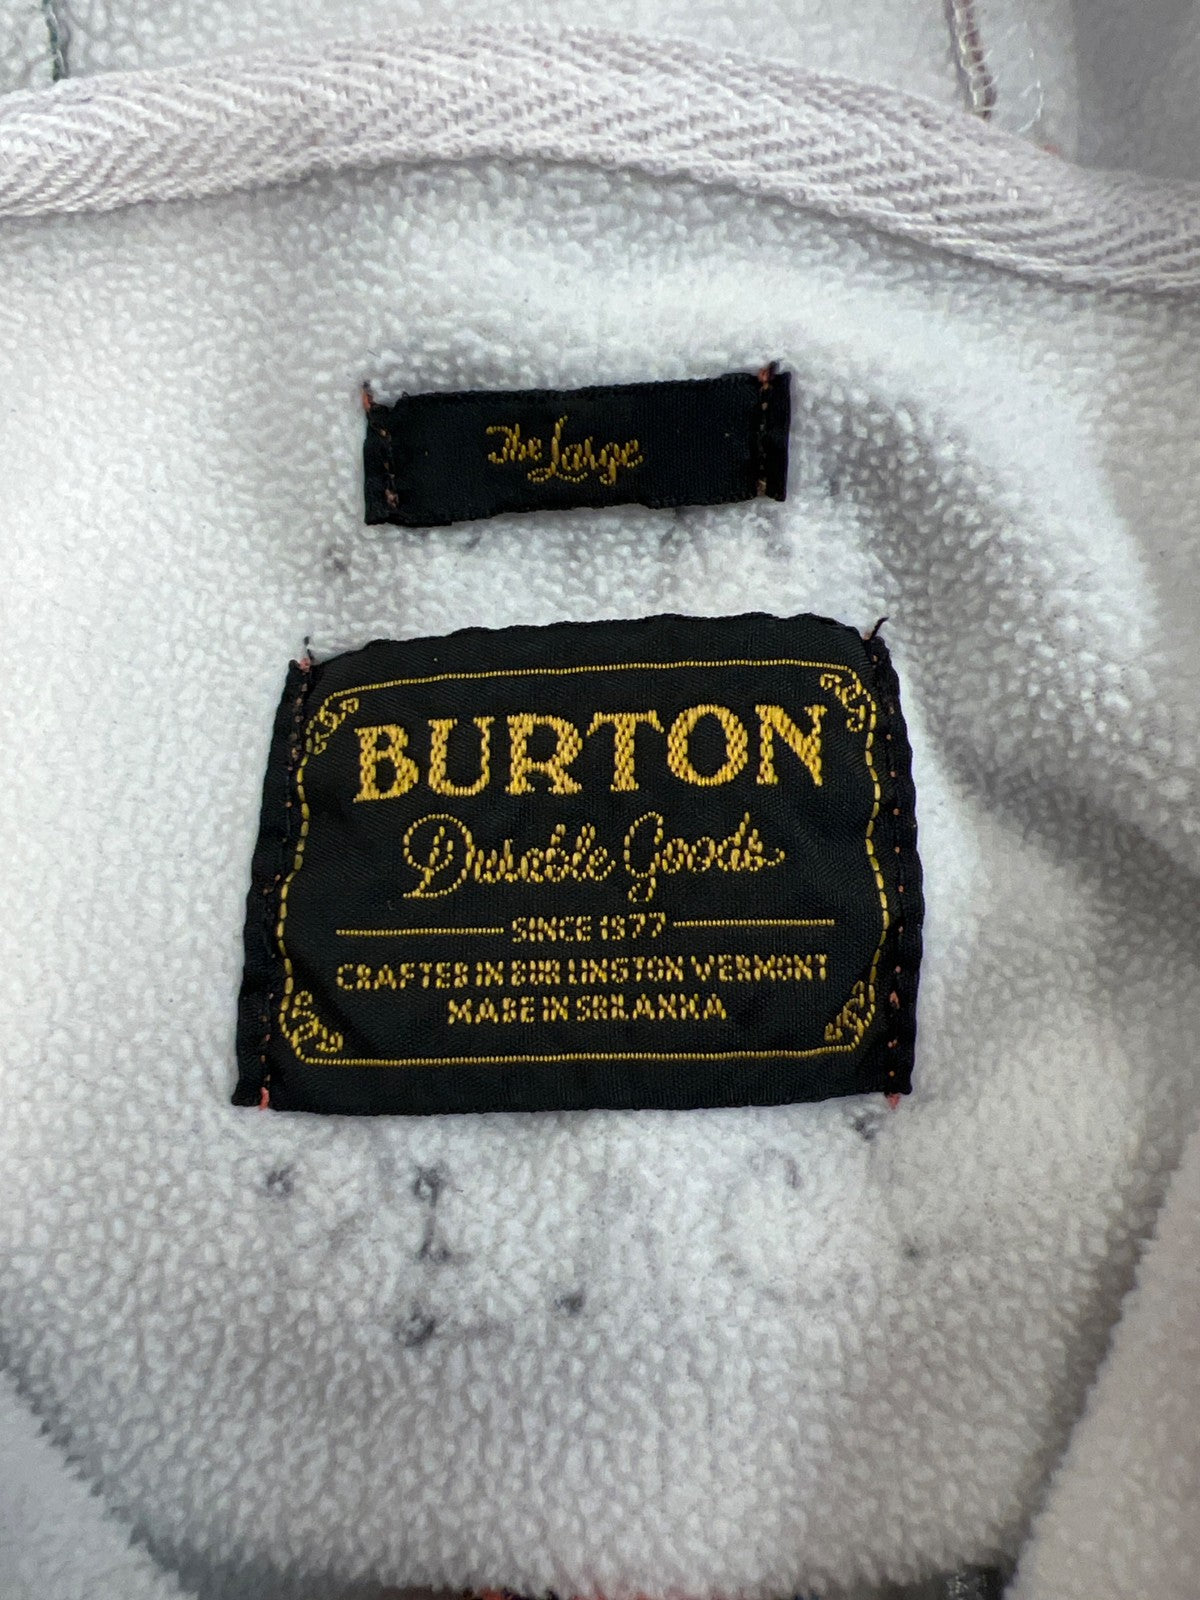 The Large
BURTON
Durable Goods
SINCE 1977
CRAFTED IN BURLINGTON VERMONT
MADE IN SRI LANKA